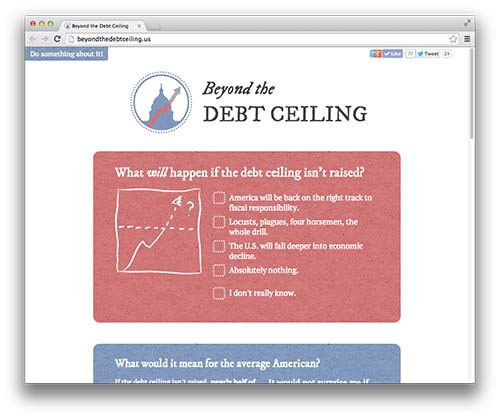 Beyond the Debt Ceiling
beyondthedebtceiling.us
Do something about it!
Like 77 Tweet 24
Beyond the
DEBT CEILING
What will happen if the debt ceiling isn't raised?
?
America will be back on the right track to
fiscal responsibility.
Locusts, plagues, four horsemen, the
whole drill.
The U.S. will fall deeper into economic
decline.
Absolutely nothing.
I don't really know.
What would it mean for the average American?
If the debt ceiling isn't raised, nearly half of
It would not surprise me if